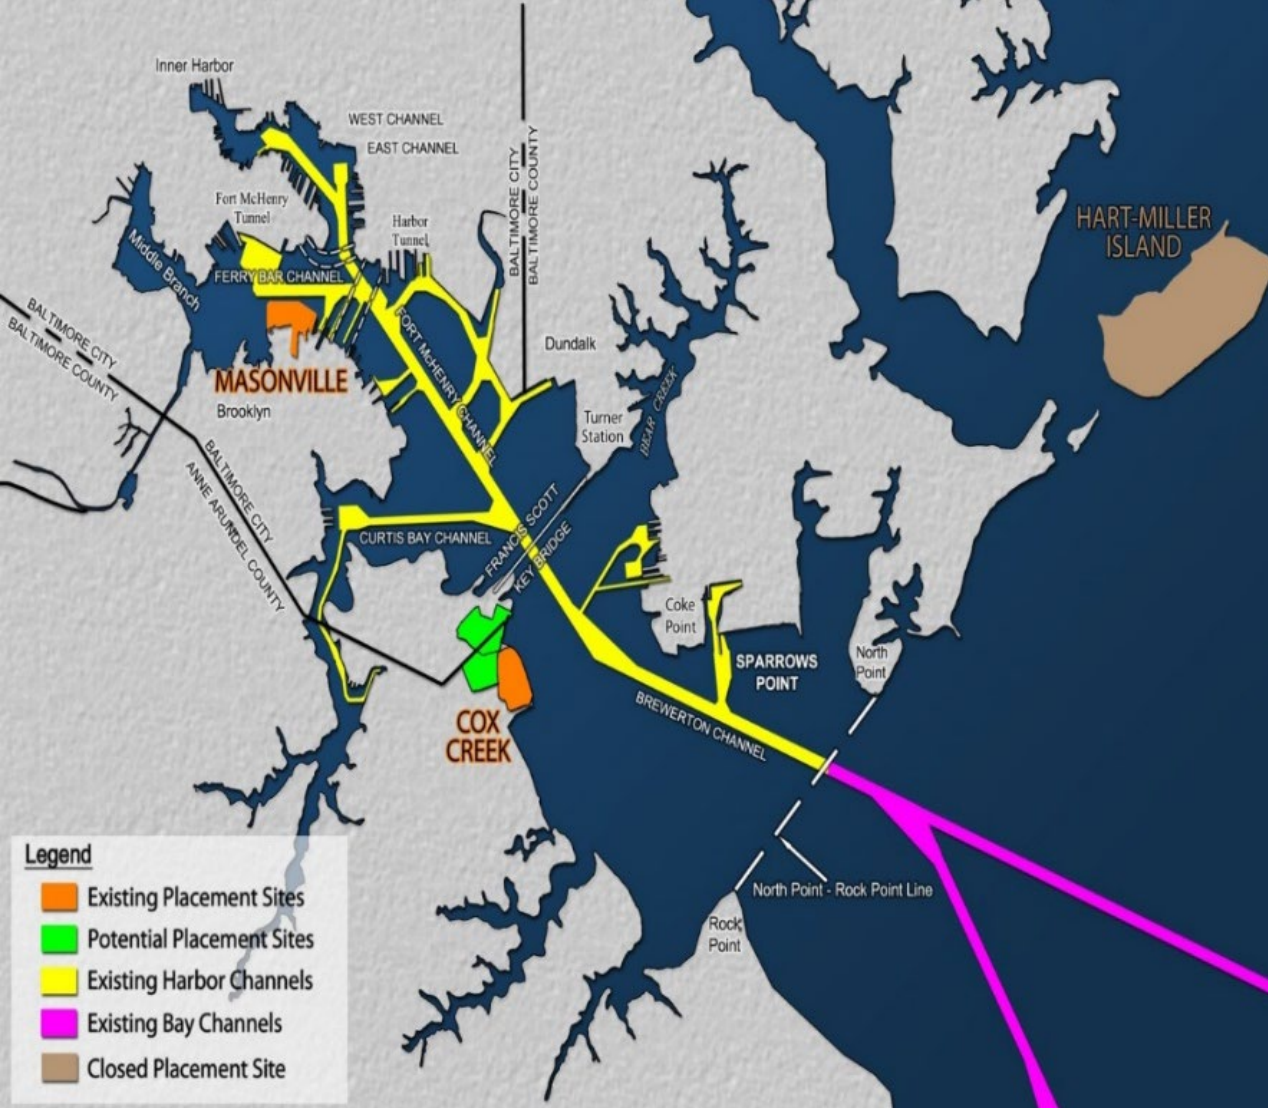 Inner Harbor
WEST CHANNEL
EAST CHANNEL
BALTIMORE CITY
BALTIMORE COUNTY
Fort McHenry
Tunnel
Harbor
Tunnel
HART-MILLER
ISLAND
Middle Branch
FERRY BAR CHANNEL
BALTIMORE CITY
BALTIMORE COUNTY
FORT McHENRY CHANNEL
Dundalk
MASONVILLE
Brooklyn
Turner
Station
BEAR CREEK
BALTIMORE CITY
ANNE ARUNDEL COUNTY
CURTIS BAY CHANNEL
FRANCIS SCOTT
KEY BRIDGE
Coke
Point
SPARROWS
POINT
North
Point
BREWERTON CHANNEL
COX
CREEK
North Point - Rock Point Line
Rock
Point
Legend
Existing Placement Sites
Potential Placement Sites
Existing Harbor Channels
Existing Bay Channels
Closed Placement Site